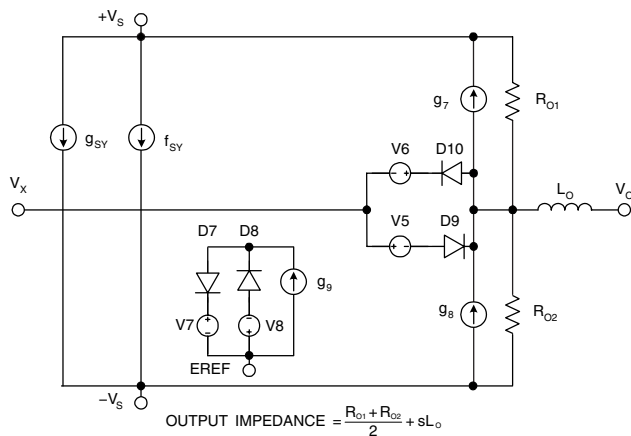 +VS
g7
RO1
gSY
fSY
V6
D10
VX
LO
VO
V5
D9
D7
D8
g9
V7
V8
g8
RO2
EREF
−VS
OUTPUT IMPEDANCE = RO1 + RO2 / 2 + sLO